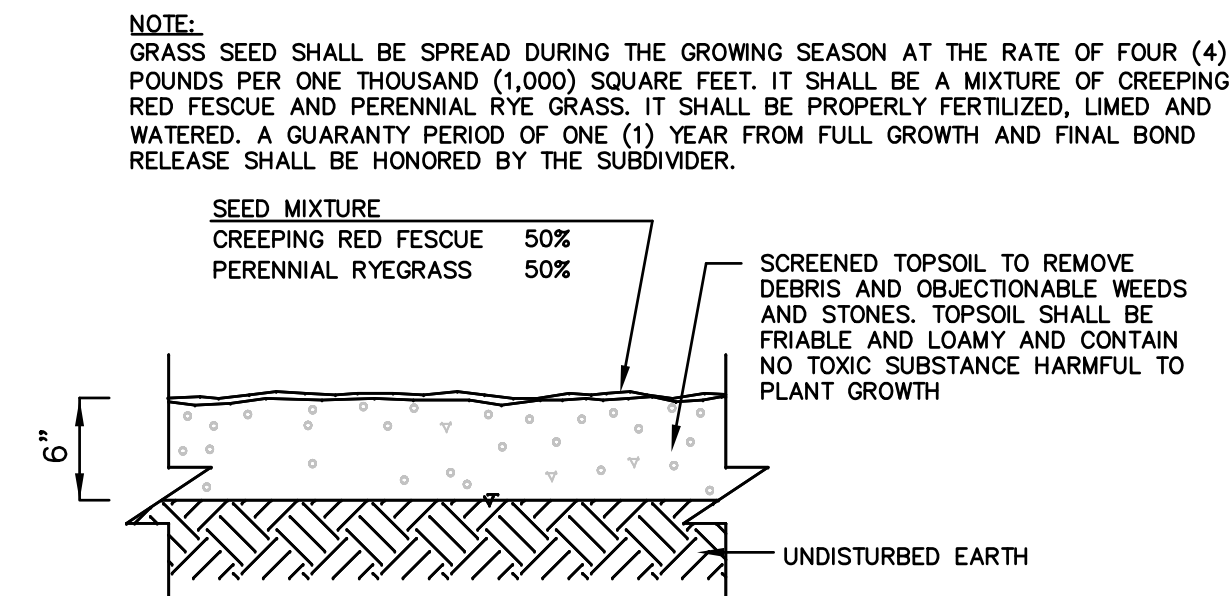 NOTE:
GRASS SEED SHALL BE SPREAD DURING THE GROWING SEASON AT THE RATE OF FOUR (4)
POUNDS PER ONE THOUSAND (1,000) SQUARE FEET. IT SHALL BE A MIXTURE OF CREEPING
RED FESCUE AND PERENNIAL RYE GRASS. IT SHALL BE PROPERLY FERTILIZED, LIMED AND
WATERED. A GUARANTY PERIOD OF ONE (1) YEAR FROM FULL GROWTH AND FINAL BOND
RELEASE SHALL BE HONORED BY THE SUBDIVIDER.
SEED MIXTURE
CREEPING RED FESCUE 50%
PERENNIAL RYEGRASS 50%
SCREENED TOPSOIL TO REMOVE
DEBRIS AND OBJECTIONABLE WEEDS
AND STONES. TOPSOIL SHALL BE
FRIABLE AND LOAMY AND CONTAIN
NO TOXIC SUBSTANCE HARMFUL TO
PLANT GROWTH
6"
UNDISTURBED EARTH